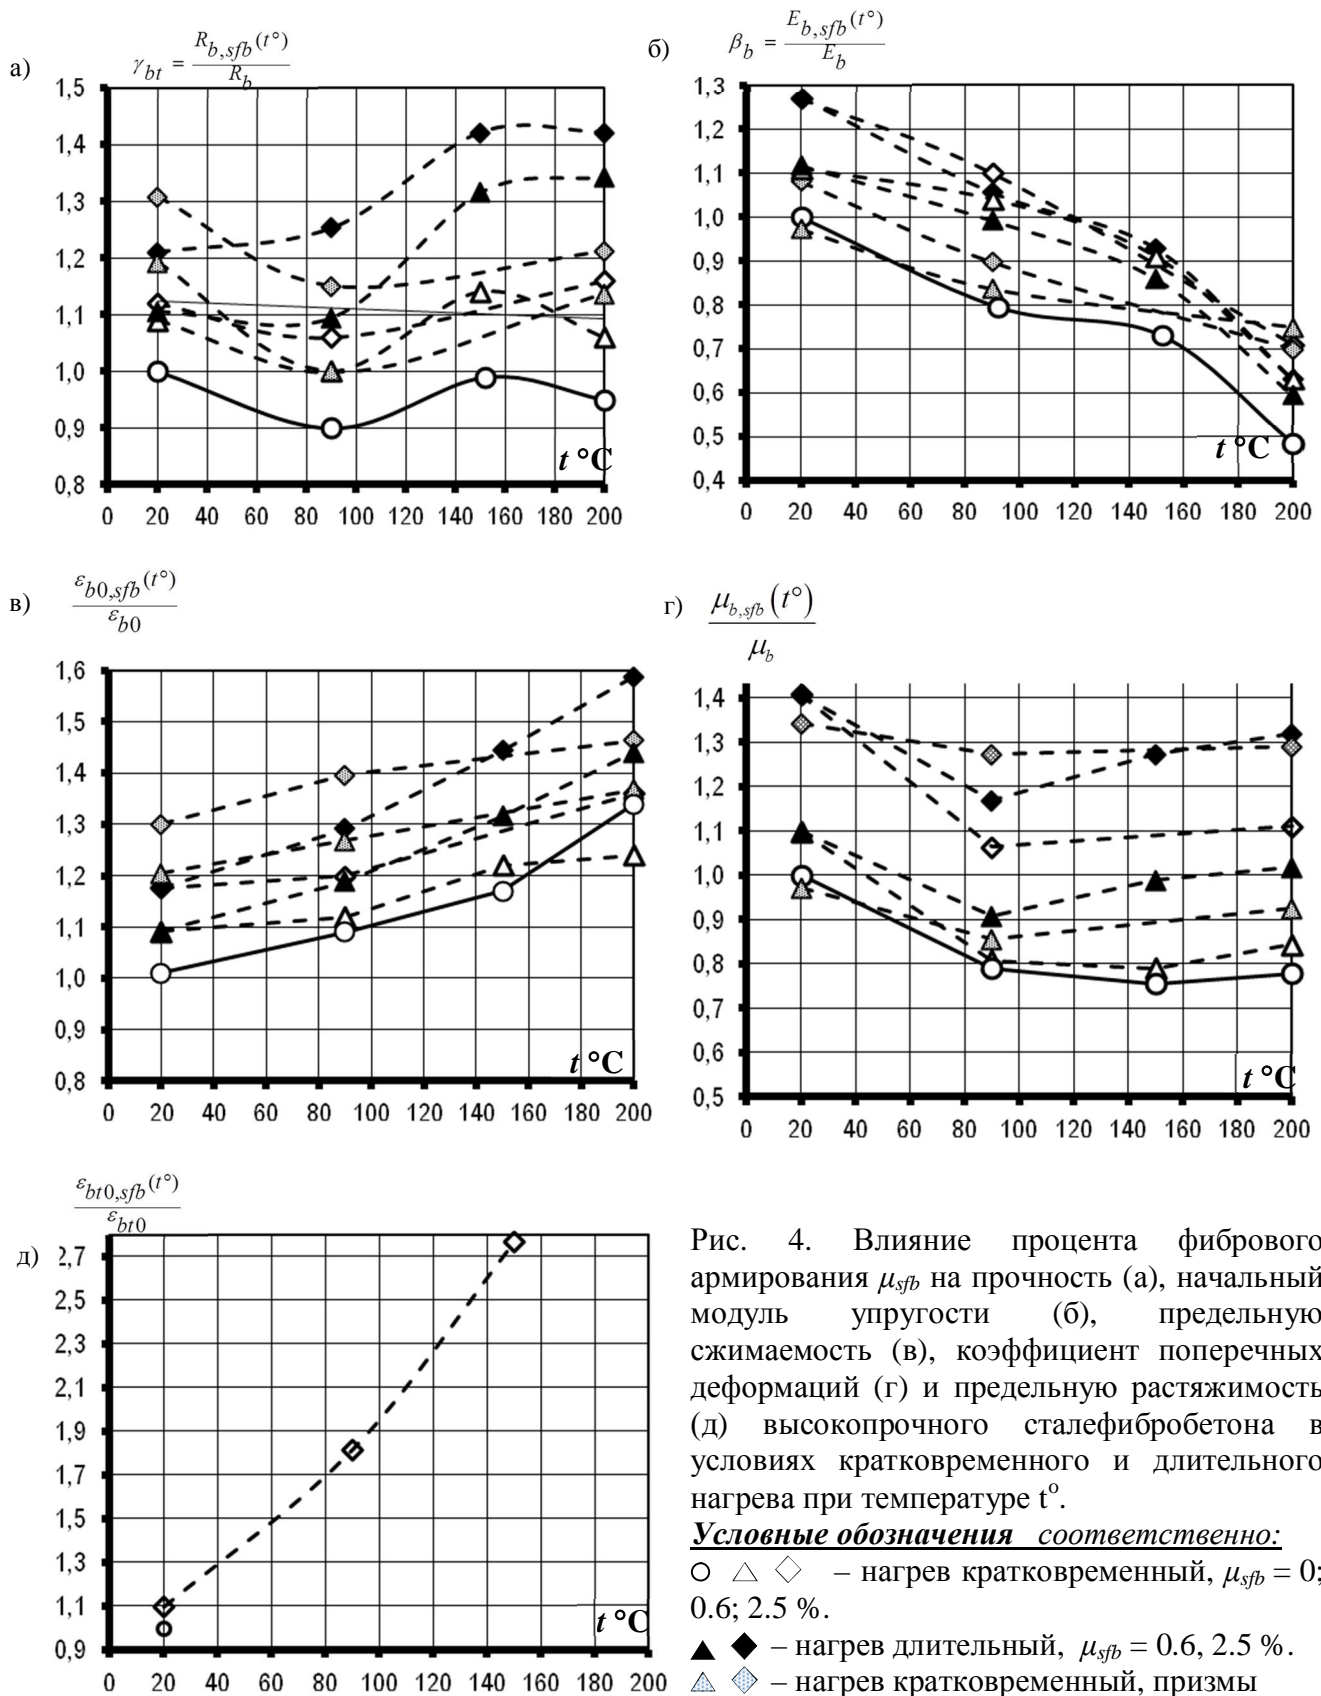 а)
γbt = Rb,sfb(t°) / Rb
1,5
1,4
1,3
1,2
1,1
1,0
0,9
0,8
t °C
0 20 40 60 80 100 120 140 160 180 200
б)
βb = Eb,sfb(t°) / Eb
1,3
1,2
1,1
1,0
0,9
0,8
0,7
0,6
0,5
0,4
t °C
0 20 40 60 80 100 120 140 160 180 200
в)
εb0,sfb(t°) / εb0
1,6
1,5
1,4
1,3
1,2
1,1
1,0
0,9
0,8
t °C
0 20 40 60 80 100 120 140 160 180 200
г)
μb,sfb(t°) / μb
1,4
1,3
1,2
1,1
1,0
0,9
0,8
0,7
0,6
0,5
t °C
0 20 40 60 80 100 120 140 160 180 200
д)
εbt0,sfb(t°) / εbt0
2,7
2,5
2,3
2,1
1,9
1,7
1,5
1,3
1,1
0,9
t °C
0 20 40 60 80 100 120 140 160 180 200
Рис. 4. Влияние процента фибрового
армирования μsfb на прочность (а), начальный
модуль упругости (б), предельную
сжимаемость (в), коэффициент поперечных
деформаций (г) и предельную растяжимость
(д) высокопрочного сталефибробетона в
условиях кратковременного и длительного
нагрева при температуре tº.
Условные обозначения соответственно:
○ △ ◇ – нагрев кратковременный, μsfb = 0;
0.6; 2.5 %.
▲ ◆ – нагрев длительный, μsfb = 0.6, 2.5 %.
– нагрев кратковременный, призмы